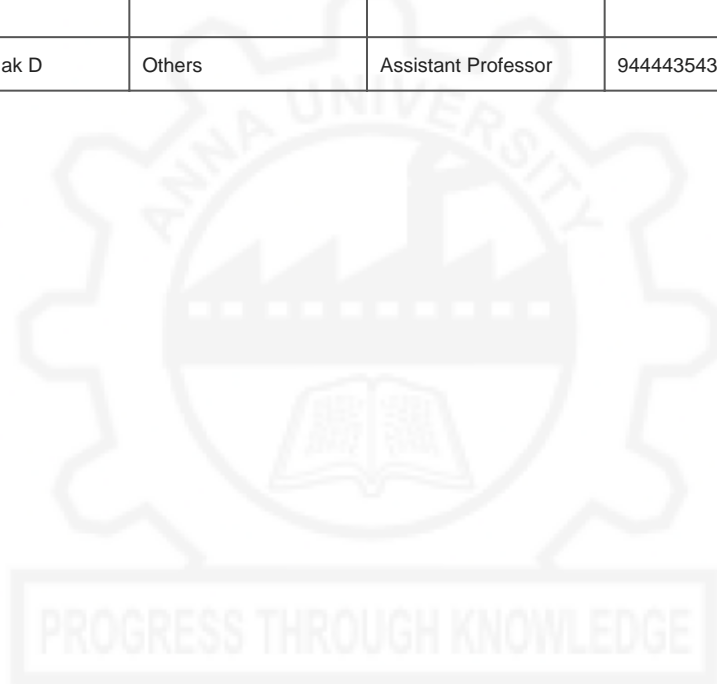 ak D Others Assistant Professor 944443543
ANNA UNIVERSITY
PROGRESS THROUGH KNOWLEDGE